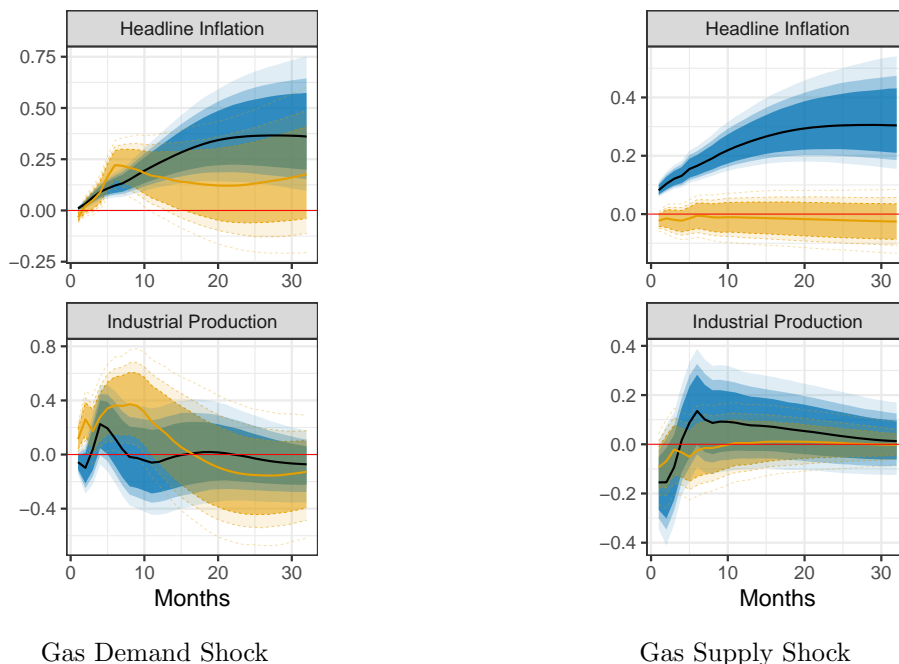 Headline Inflation
0.75
0.50
0.25
0.00
−0.25
0 10 20 30
Industrial Production
0.8
0.4
0.0
−0.4
0 10 20 30
Months
Gas Demand Shock
Headline Inflation
0.4
0.2
0.0
0 10 20 30
Industrial Production
0.4
0.2
0.0
−0.2
−0.4
0 10 20 30
Months
Gas Supply Shock